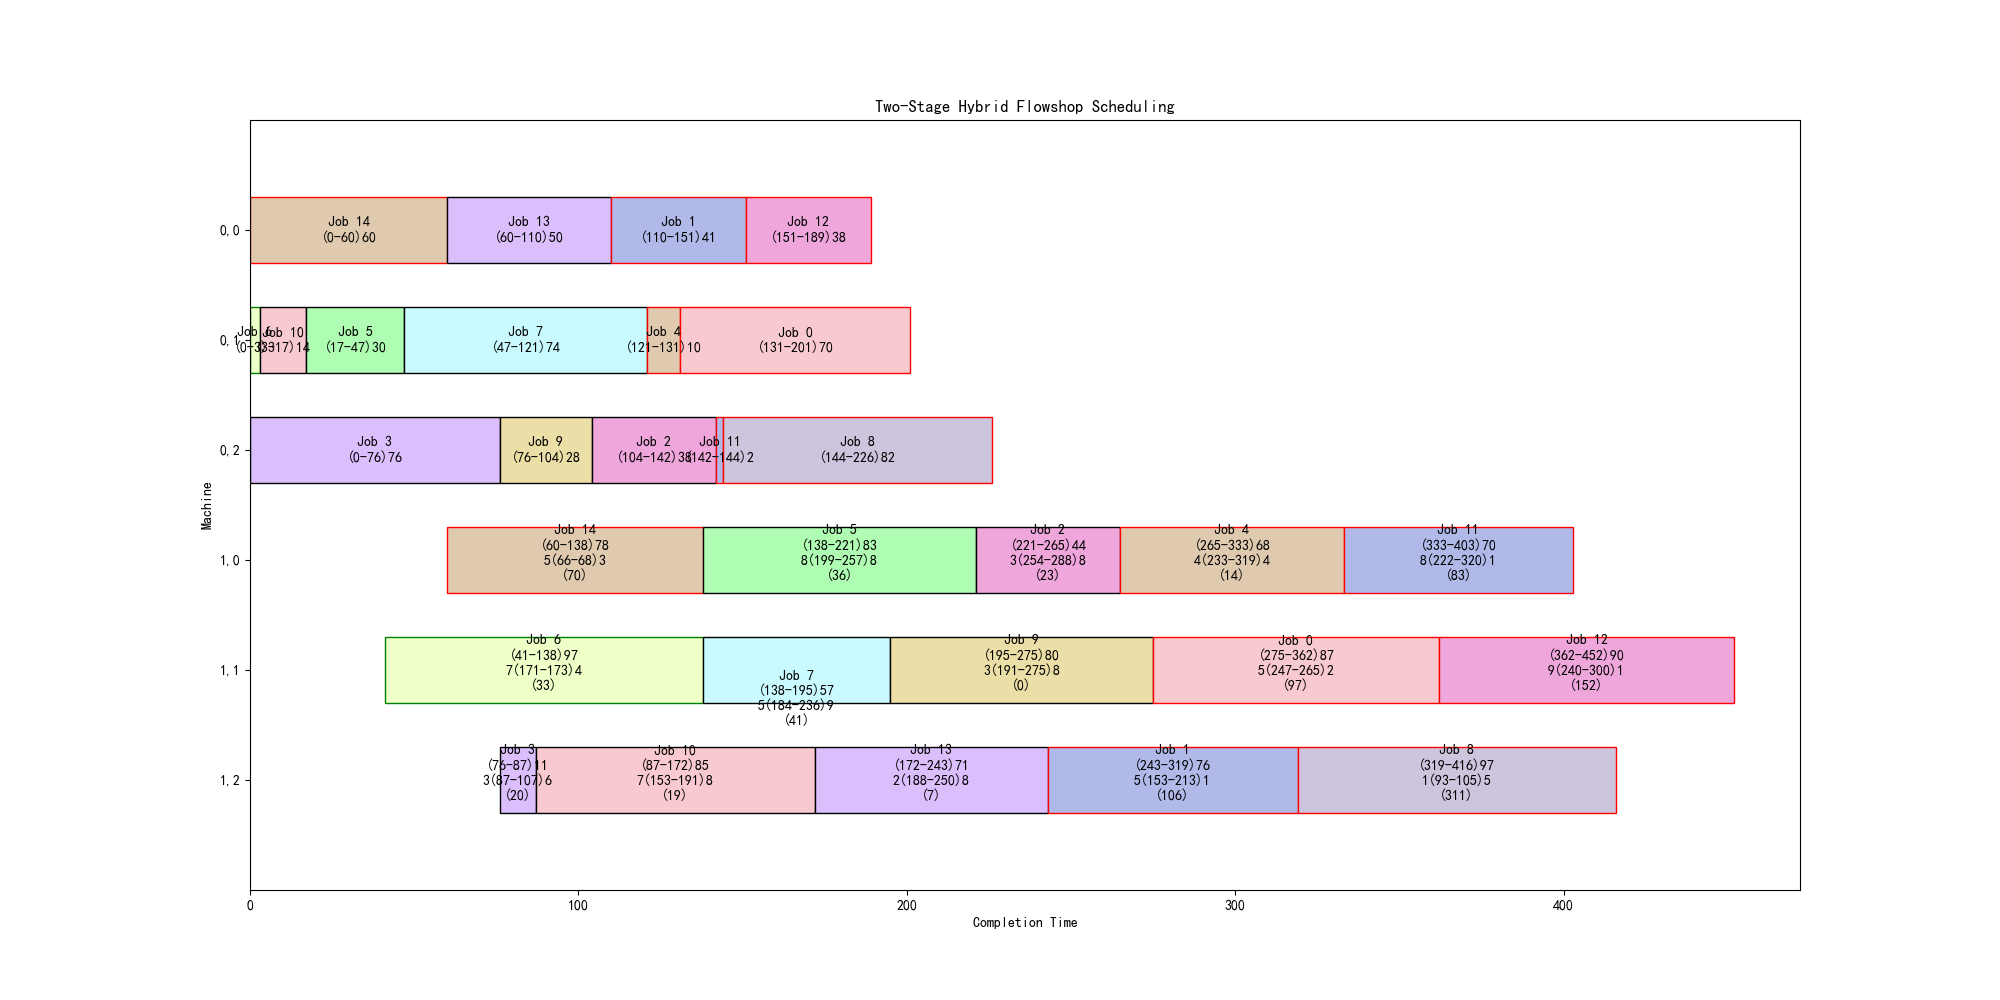 Two-Stage Hybrid Flowshop Scheduling
0,0
Job 14
(0-60)60
Job 13
(60-110)50
Job 1
(110-151)41
Job 12
(151-189)38
0,1
Job 6
Job 10
Job 5
(17-47)30
Job 7
(47-121)74
Job 4
(121-131)10
Job 0
(131-201)70
0,2
Job 3
(0-76)76
Job 9
(76-104)28
Job 2
(104-142)38
Job 11
(142-144)2
Job 8
(144-226)82
Machine
1,0
Job 14
(60-138)78
5(66-68)3
(70)
Job 5
(138-221)83
8(199-257)8
(36)
Job 2
(221-265)44
3(254-288)8
(23)
Job 4
(265-333)68
4(233-319)4
(14)
Job 11
(333-403)70
8(222-320)1
(83)
1,1
Job 6
(41-138)97
7(171-173)4
(33)
Job 7
(138-195)57
5(184-236)9
(41)
Job 9
(195-275)80
3(191-275)8
(0)
Job 0
(275-362)87
5(247-265)2
(97)
Job 12
(362-452)90
9(240-300)1
(152)
1,2
Job 3
(76-87)11
3(87-107)6
(20)
Job 10
(87-172)85
7(153-191)8
(19)
Job 13
(172-243)71
2(188-250)8
(7)
Job 1
(243-319)76
5(153-213)1
(106)
Job 8
(319-416)97
1(93-105)5
(311)
0
100
200
300
400
Completion Time